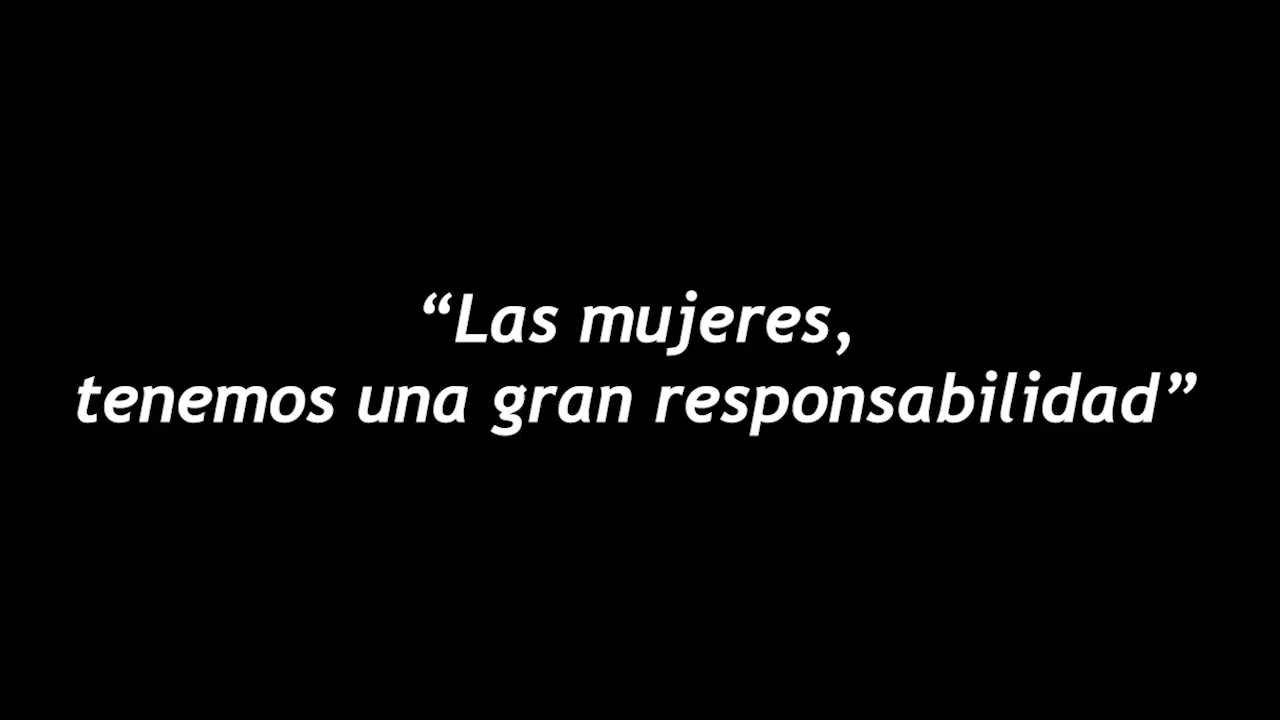 “Las mujeres,
tenemos una gran responsabilidad”